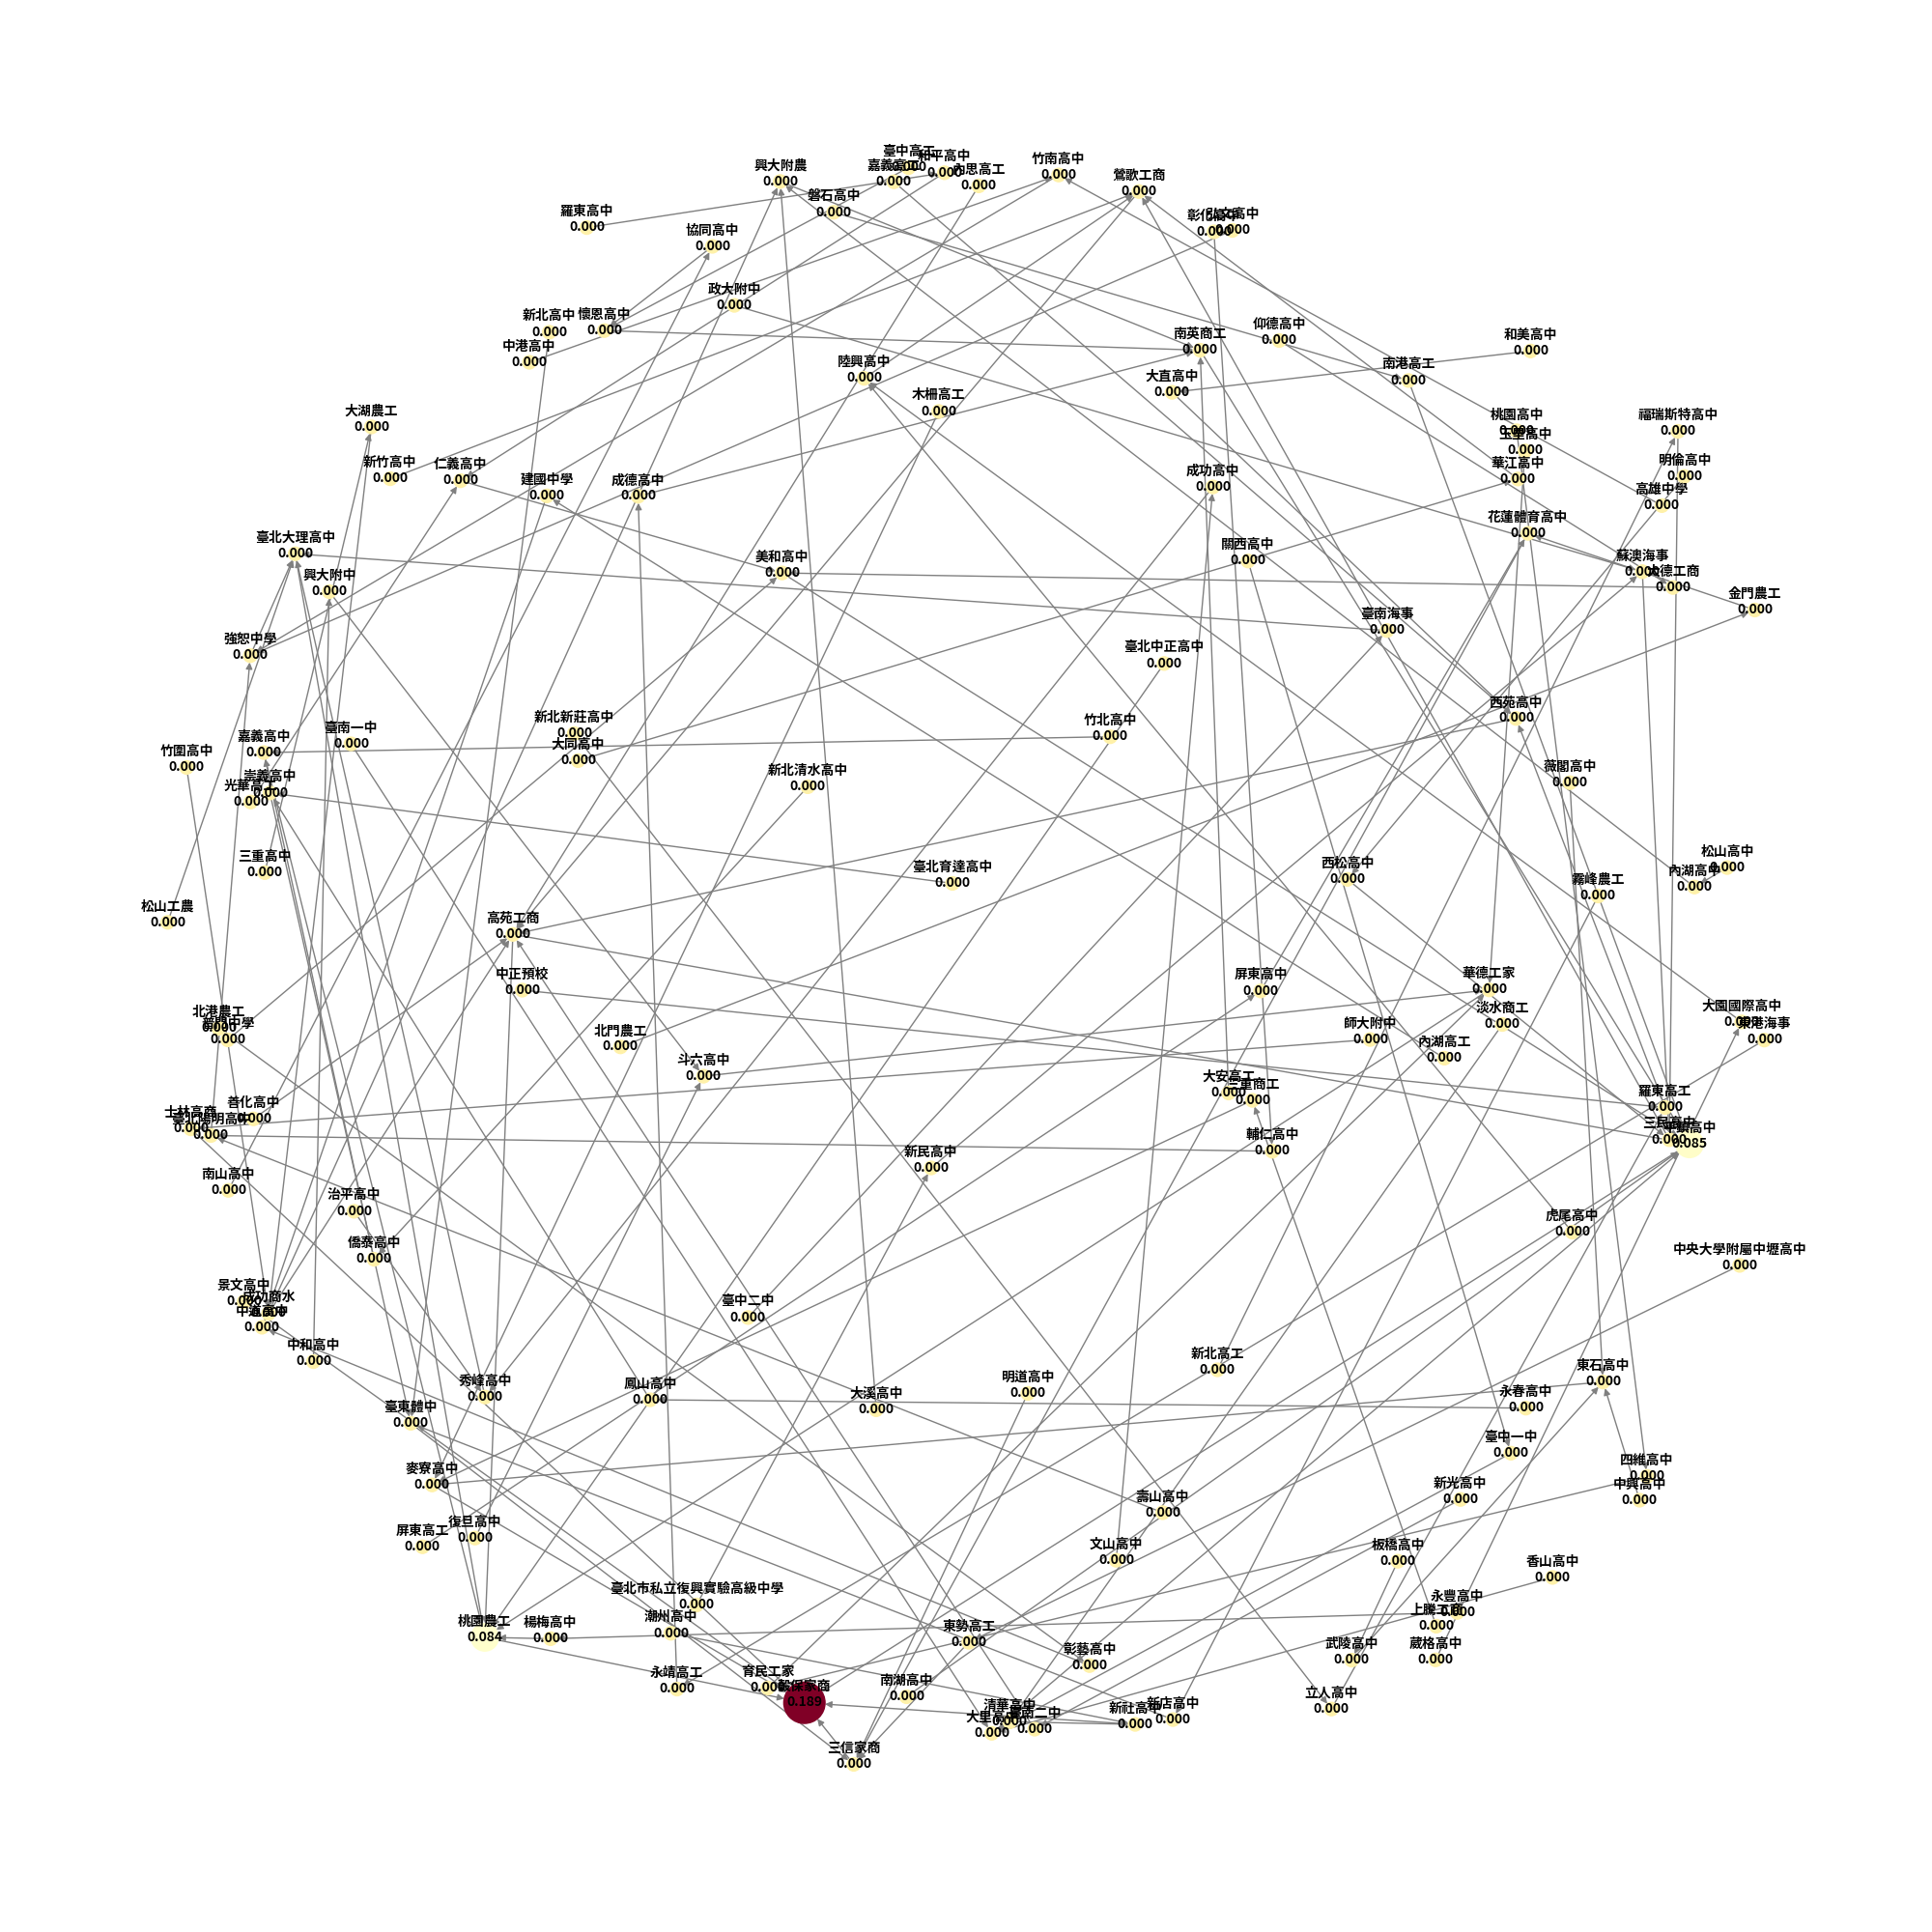 臺中高工
和平高中
0.000
嘉義高工
0.000
內思高工
0.000
興大附農
0.000
竹南高中
0.000
鶯歌工商
0.000
磐石高中
0.000
羅東高中
0.000
協同高中
0.000
彰化高中
0.000
弘文高中
0.000
政大附中
0.000
新北高中
0.000
懷恩高中
0.000
中港高中
0.000
南英商工
0.000
仰德高中
0.000
和美高中
0.000
陸興高中
0.000
大直高中
0.000
南港高工
0.000
木柵高工
0.000
大湖農工
0.000
桃園高中
0.000
福瑞斯特高中
0.000
玉里高中
0.000
新竹高中
0.000
仁義高中
0.000
建國中學
0.000
成德高中
0.000
成功高中
0.000
華江高中
0.000
明倫高中
0.000
高雄中學
0.000
花蓮體育高中
0.000
臺北大理高中
0.000
興大附中
0.000
美和高中
0.000
關西高中
0.000
蘇澳海事
0.000
大德工商
0.000
金門農工
0.000
臺南海事
0.000
強恕中學
0.000
臺北中正高中
0.000
西苑高中
0.000
新北新莊高中
0.000
竹北高中
0.000
臺南一中
0.000
嘉義高中
0.000
竹圍高中
0.000
大同高中
0.000
崇義高中
0.000
光華高工
0.000
新北清水高中
0.000
薇閣高中
0.000
三重高中
0.000
臺北育達高中
0.000
西松高中
0.000
松山高中
0.000
內湖高中
0.000
霧峰農工
0.000
松山工農
0.000
高苑工商
0.000
中正預校
0.000
屏東高中
0.000
華德工家
0.000
淡水商工
0.000
大園國際高中
0.000
東港海事
0.000
北港農工
0.000
普門中學
0.000
北門農工
0.000
師大附中
0.000
內湖高工
0.000
斗六高中
0.000
大安高工
0.000
三重商工
0.000
羅東高工
0.000
善化高中
0.000
士林高商
0.000
臺北陽明高中
0.000
三民高中
0.000
平鎮高中
0.085
輔仁高中
0.000
新民高中
0.000
南山高中
0.000
治平高中
0.000
虎尾高中
0.000
僑泰高中
0.000
中央大學附屬中壢高中
0.000
景文高中
0.000
成功商水
0.000
中道高中
0.000
臺中二中
0.000
中和高中
0.000
新北高工
0.000
秀峰高中
0.000
鳳山高中
0.000
大溪高中
0.000
明道高中
0.000
東石高中
0.000
永春高中
0.000
臺東體中
0.000
臺中一中
0.000
麥寮高中
0.000
四維高中
0.000
中興高中
0.000
新光高中
0.000
壽山高中
0.000
屏東高工
0.000
復旦高中
0.000
文山高中
0.000
板橋高中
0.000
香山高中
0.000
臺北市私立復興實驗高級中學
0.000
永豐高中
0.000
上騰工商
0.000
桃園農工
0.084
楊梅高中
0.000
潮州高中
0.000
東勢高工
0.000
彰藝高中
0.000
武陵高中
0.000
葳格高中
0.000
永靖高工
0.000
育民工家
0.000
穀保家商
0.189
南湖高中
0.000
立人高中
0.000
清華高中
0.000
大里高中
0.000
臺南二中
0.000
新社高中
0.000
新店高中
0.000
三信家商
0.000